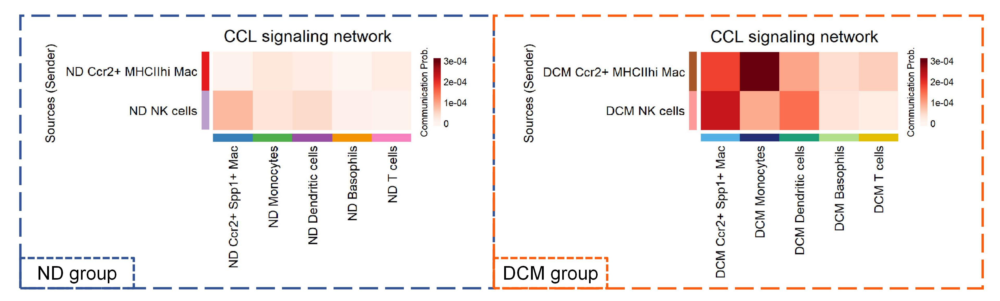 CCL signaling network
Sources (Sender)
ND Ccr2+ MHCIIhi Mac
ND NK cells
Communication Prob.
3e-04
2e-04
1e-04
0
ND Ccr2+ Spp1+ Mac
ND Monocytes
ND Dendritic cells
ND Basophils
ND T cells
ND group
CCL signaling network
Sources (Sender)
DCM Ccr2+ MHCIIhi Mac
DCM NK cells
Communication Prob.
3e-04
2e-04
1e-04
0
DCM Ccr2+ Spp1+ Mac
DCM Monocytes
DCM Dendritic cells
DCM Basophils
DCM T cells
DCM group